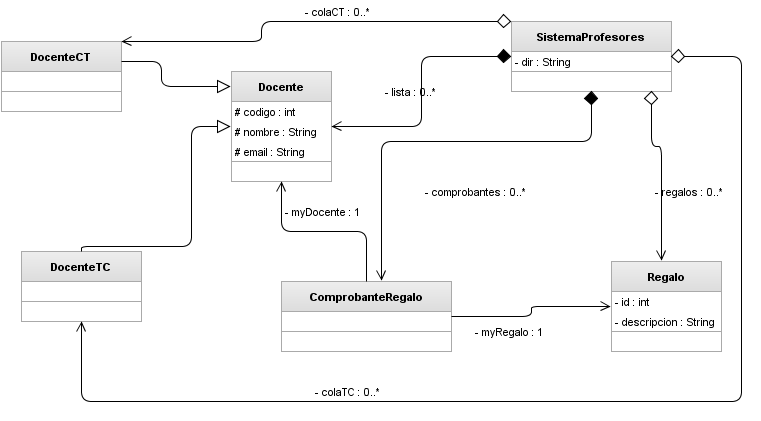 - colaCT : 0..*
SistemaProfesores
- dir : String
DocenteCT
Docente
# codigo : int
# nombre : String
# email : String
- lista : 0..*
- comprobantes : 0..*
- regalos : 0..*
- myDocente : 1
DocenteTC
ComprobanteRegalo
Regalo
- id : int
- descripcion : String
- myRegalo : 1
- colaTC : 0..*